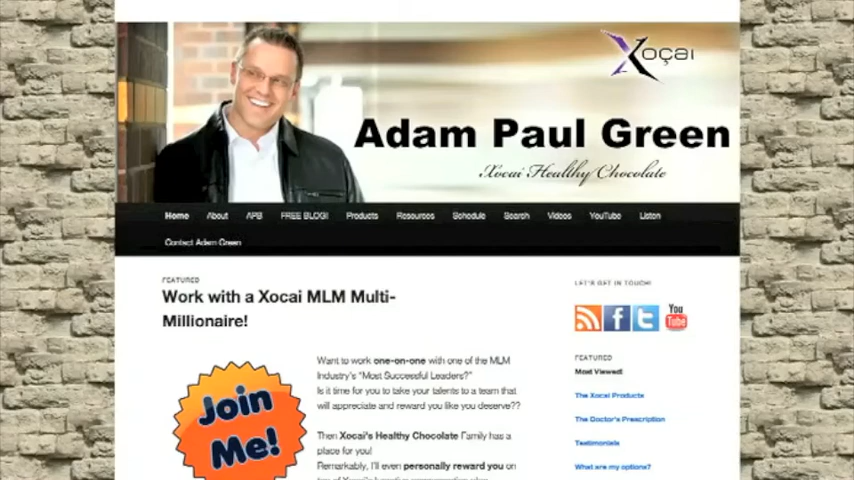 Xoçai
Adam Paul Green
Xocai Healthy Chocolate
Home About APB FREE BLOG! Products Resources Schedule Search Videos YouTube Listen
Contact Adam Green
FEATURED
Work with a Xocai MLM Multi-
Millionaire!
Join
Me!
Want to work one-on-one with one of the MLM
Industry's "Most Successful Leaders?"
Is it time for you to take your talents to a team that
will appreciate and reward you like you deserve??
Then Xocai's Healthy Chocolate Family has a
place for you!
Remarkably, I'll even personally reward you on
LET'S GET IN TOUCH!
You
Tube
FEATURED
Most Viewed!
The Xocai Products
The Doctor's Prescription
Testimonials
What are my options?